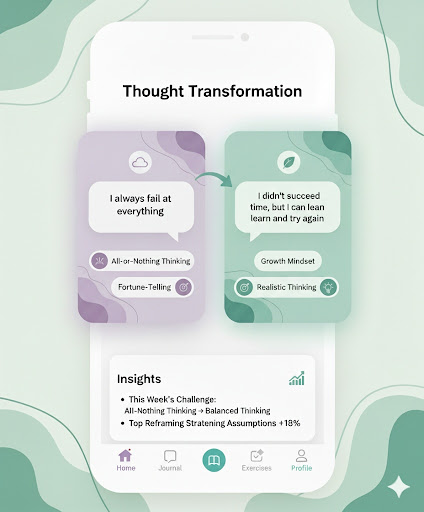 Thought Transformation
I always fail at
everything
All-or-Nothing Thinking
Fortune-Telling
I didn't succeed
time, but I can lean
learn and try again
Growth Mindset
Realistic Thinking
Insights
• This Week's Challenge:
All-Nothing Thinking → Balanced Thinking
• Top Reframing Stratening Assumptions +18%
Home
Journal
Exercises
Profile